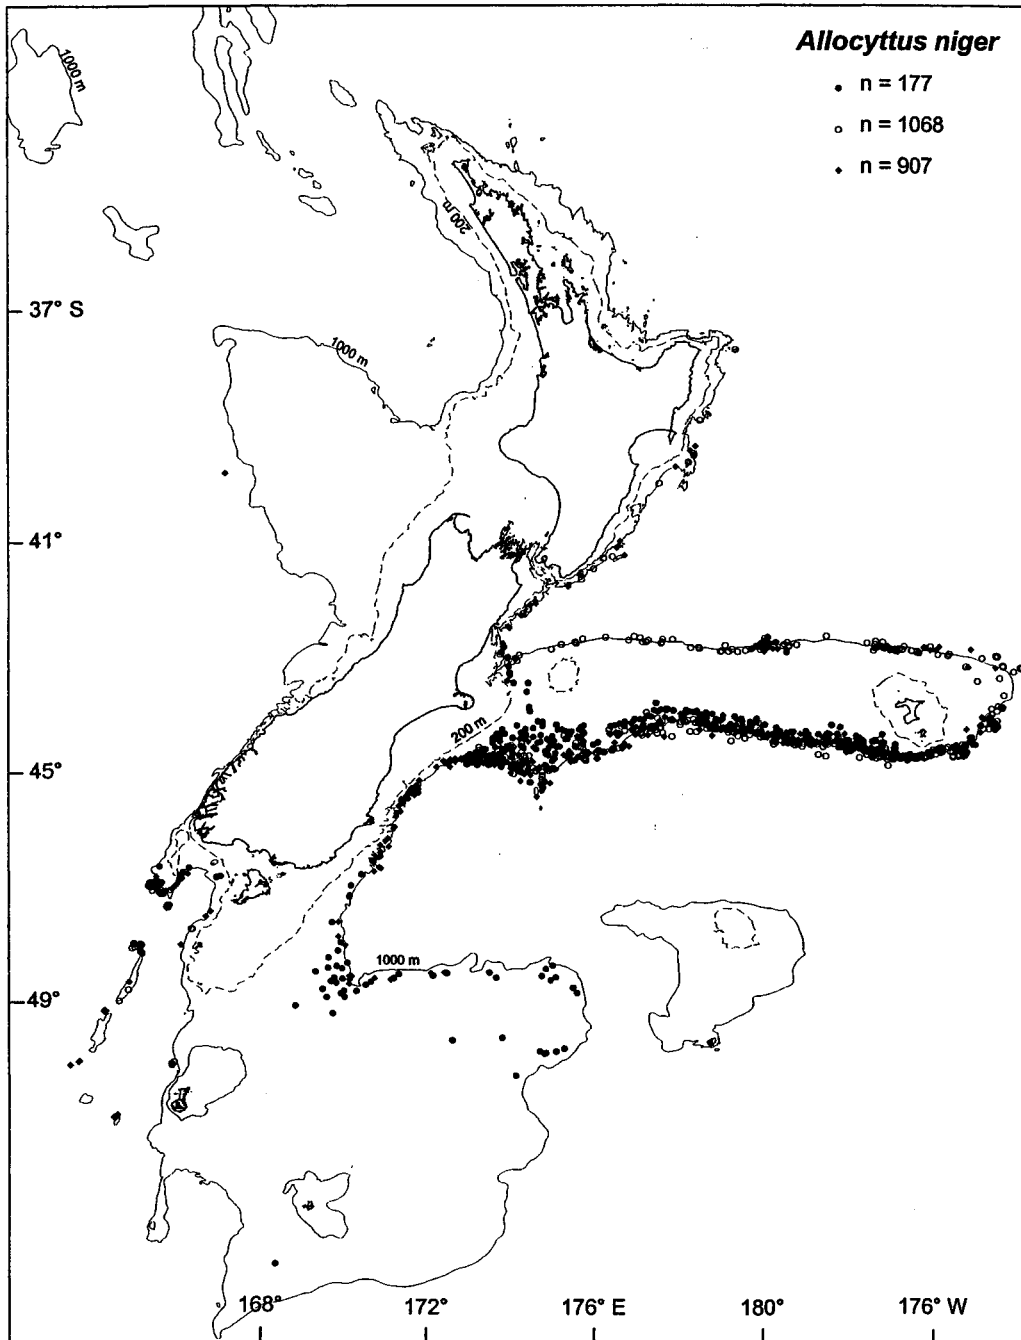 Allocyttus niger
n = 177
n = 1068
n = 907
1000 m
200 m
37° S
1000 m
41°
200 m
45°
1000 m
49°
168°
172°
176° E
180°
176° W